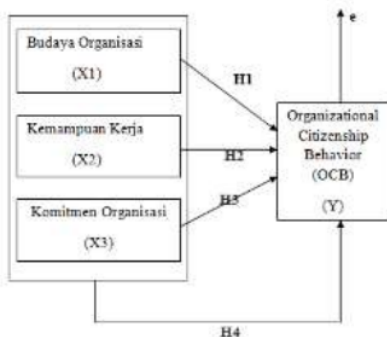 e
Budaya Organisasi
(X1)
H1
Kemampuan Kerja
(X2)
H2
Organizational
Citizenship
Behavior
(OCB)
(Y)
H3
Komitmen Organisasi
(X3)
H4